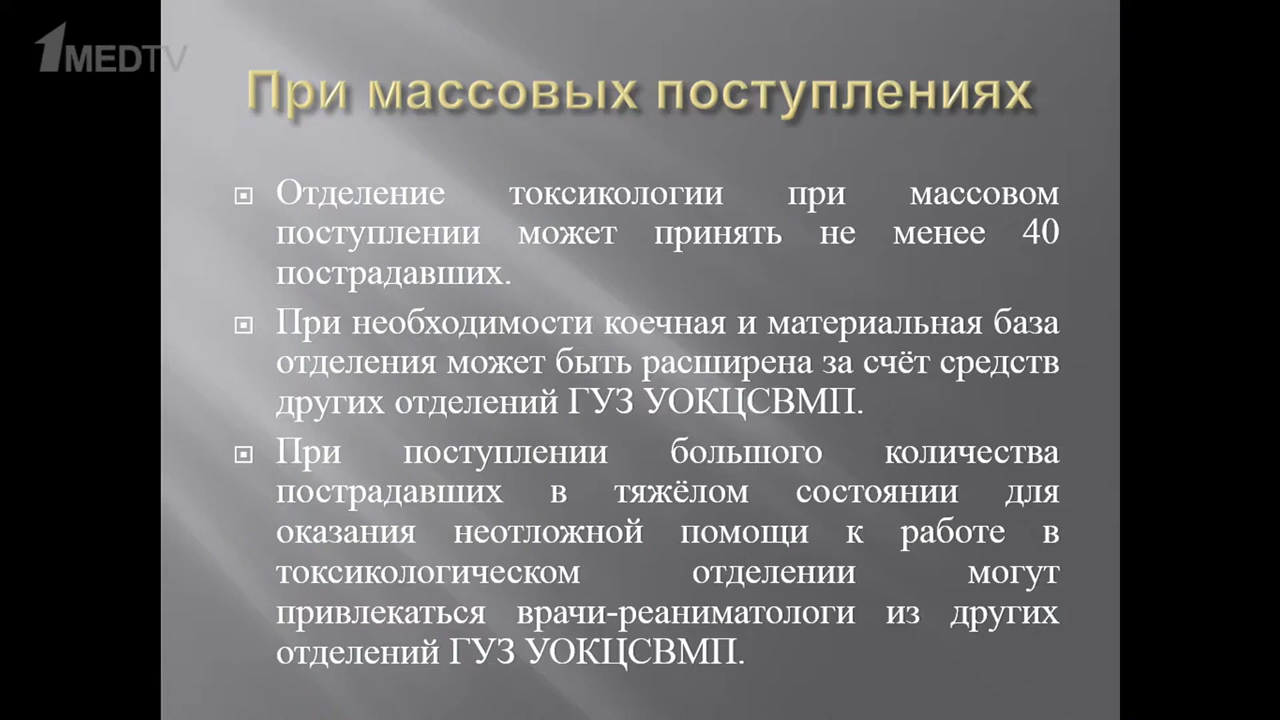 1MEDTV
При массовых поступлениях
Отделение токсикологии при массовом
поступлении может принять не менее 40
пострадавших.
При необходимости коечная и материальная база
отделения может быть расширена за счёт средств
других отделений ГУЗ УОКЦСВМП.
При поступлении большого количества
пострадавших в тяжёлом состоянии для
оказания неотложной помощи к работе в
токсикологическом отделении могут
привлекаться врачи-реаниматологи из других
отделений ГУЗ УОКЦСВМП.